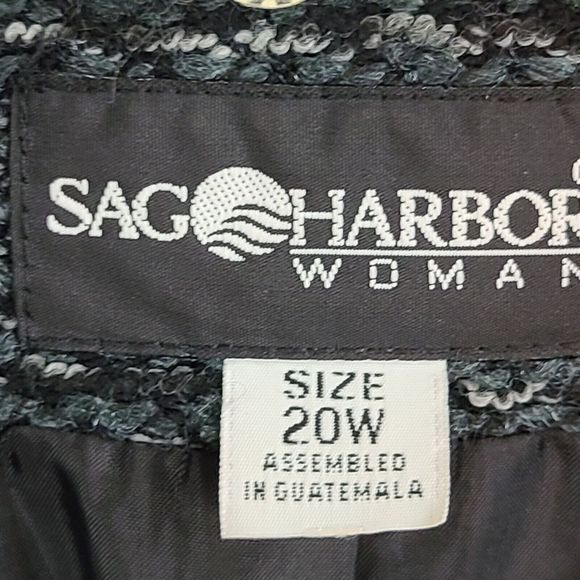 SAG HARBOR
WOMAN
SIZE
20W
ASSEMBLED
IN GUATEMALA